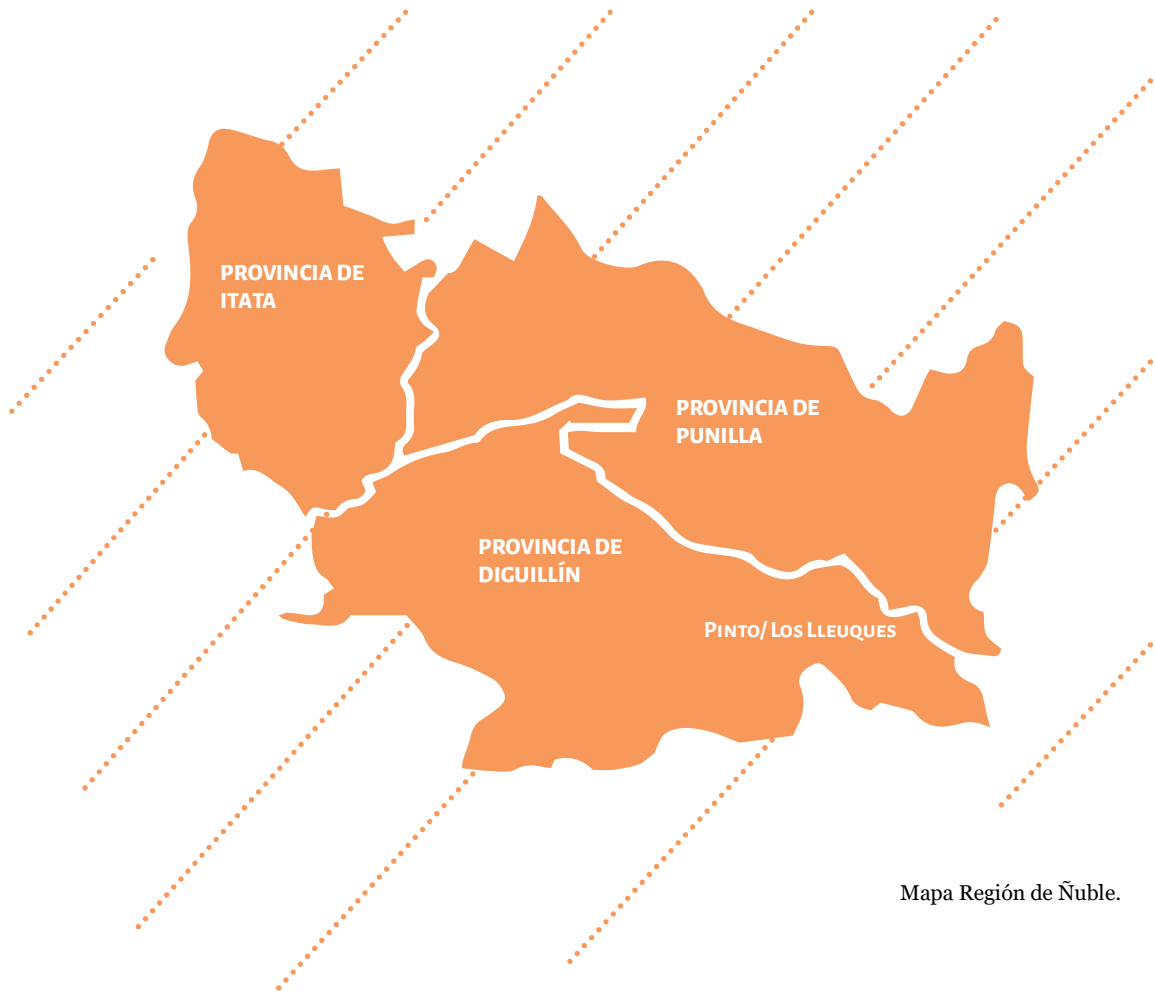 PROVINCIA DE
ITATA
PROVINCIA DE
PUNILLA
PROVINCIA DE
DIGUILLÍN
PINTO/ LOS LLEUQUES
Mapa Región de Ñuble.